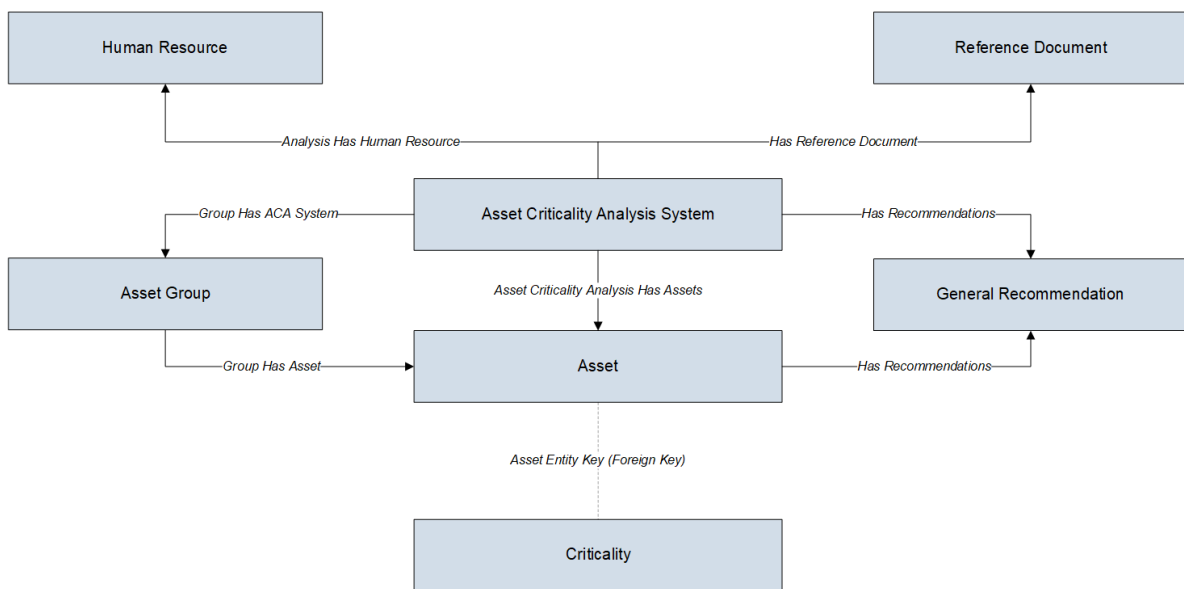 Human Resource
Reference Document
Analysis Has Human Resource
Has Reference Document
Group Has ACA System
Asset Criticality Analysis System
Has Recommendations
Asset Group
Asset Criticality Analysis Has Assets
General Recommendation
Group Has Asset
Asset
Has Recommendations
Asset Entity Key (Foreign Key)
Criticality